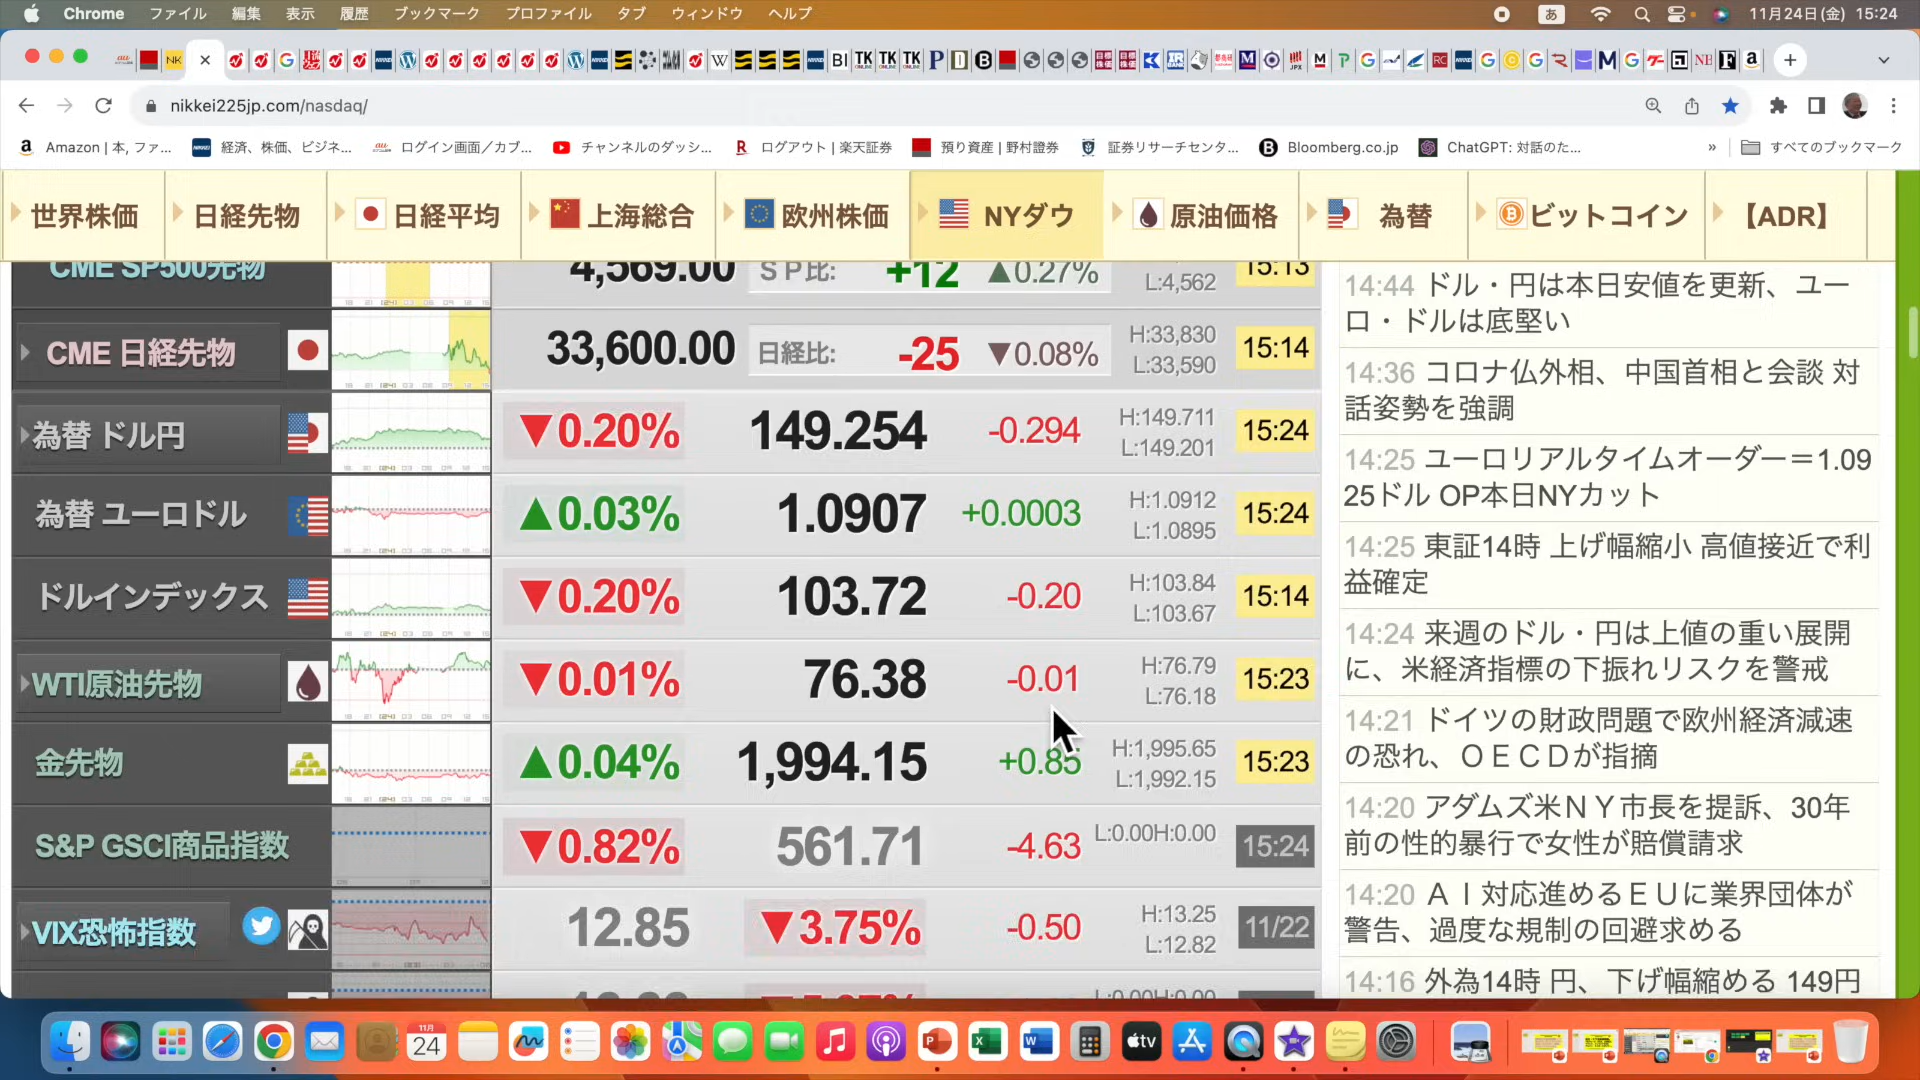 Chrome ファイル 編集 表示 履歴 ブックマーク プロファイル タブ ウィンドウ ヘルプ あ 11月24日(金) 15:24
nikkei225jp.com/nasdaq/
Amazon | 本, ファ... 経済、株価、ビジネ... ログイン画面／カブ... チャンネルのダッシ... ログアウト | 楽天証券 預り資産 | 野村證券 証券リサーチセンタ... Bloomberg.co.jp ChatGPT: 対話のた... » すべてのブックマーク
世界株価 日経先物 日経平均 上海総合 欧州株価 NYダウ 原油価格 為替 ビットコイン 【ADR】
CME SP500先物 4,569.00 ＳＰ比: +12 ▲0.27% L:4,562 15:13
CME 日経先物 33,600.00 日経比: -25 ▼0.08% H:33,830 L:33,590 15:14
為替 ドル円 ▼0.20% 149.254 -0.294 H:149.711 L:149.201 15:24
為替 ユーロドル ▲0.03% 1.0907 +0.0003 H:1.0912 L:1.0895 15:24
ドルインデックス ▼0.20% 103.72 -0.20 H:103.84 L:103.67 15:14
WTI原油先物 ▼0.01% 76.38 -0.01 H:76.79 L:76.18 15:23
金先物 ▲0.04% 1,994.15 +0.85 H:1,995.65 L:1,992.15 15:23
S&P GSCI商品指数 ▼0.82% 561.71 -4.63 L:0.00H:0.00 15:24
VIX恐怖指数 12.85 ▼3.75% -0.50 H:13.25 L:12.82 11/22
14:44 ドル・円は本日安値を更新、ユー
ロ・ドルは底堅い
14:36 コロナ仏外相、中国首相と会談 対
話姿勢を強調
14:25 ユーロリアルタイムオーダー＝1.09
25ドル OP本日NYカット
14:25 東証14時 上げ幅縮小 高値接近で利
益確定
14:24 来週のドル・円は上値の重い展開
に、米経済指標の下振れリスクを警戒
14:21 ドイツの財政問題で欧州経済減速
の恐れ、ＯＥＣＤが指摘
14:20 アダムズ米ＮＹ市長を提訴、30年
前の性的暴行で女性が賠償請求
14:20 ＡＩ対応進めるＥＵに業界団体が
警告、過度な規制の回避求める
14:16 外為14時 円、下げ幅縮める 149円
11月
24
tv